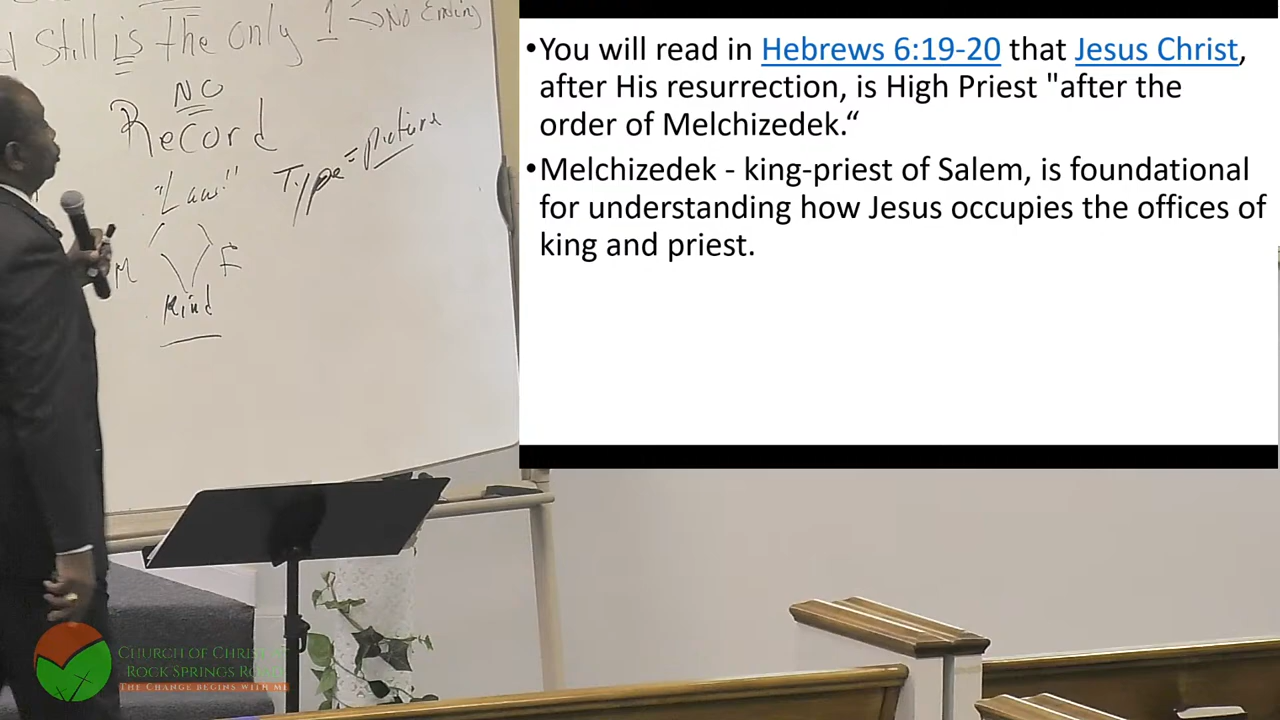 Still is the only 1 → No Ending
NO
Record
"Law" Type = picture
M F
Kind
•You will read in Hebrews 6:19-20 that Jesus Christ,
after His resurrection, is High Priest "after the
order of Melchizedek.“
•Melchizedek - king-priest of Salem, is foundational
for understanding how Jesus occupies the offices of
king and priest.
CHURCH OF CHRIST AT
ROCK SPRINGS
THE CHANGE BEGINS WITH ME